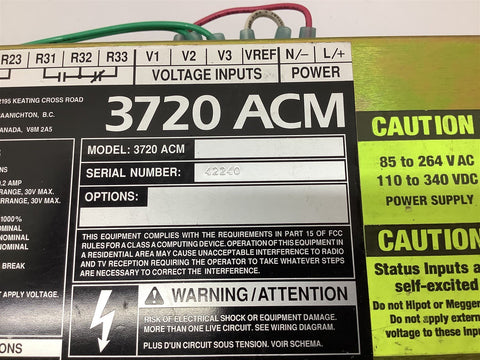 R23 R31 R32 R33 V1 V2 V3 VREF N/- L/+
VOLTAGE INPUTS POWER
2195 KEATING CROSS ROAD
SAANICHTON, B.C.
CANADA, V8M 2A5
3720 ACM
MODEL: 3720 ACM
SERIAL NUMBER: 42240
OPTIONS:
THIS EQUIPMENT COMPLIES WITH THE REQUIREMENTS IN PART 15 OF FCC
RULES FOR A CLASS A COMPUTING DEVICE. OPERATION OF THIS EQUIPMENT IN
A RESIDENTIAL AREA MAY CAUSE UNACCEPTABLE INTERFERENCE TO RADIO
AND TV RECEPTION REQUIRING THE OPERATOR TO TAKE WHATEVER STEPS
ARE NECESSARY TO CORRECT THE INTERFERENCE.
WARNING/ATTENTION
RISK OF ELECTRICAL SHOCK OR EQUIPMENT DAMAGE.
MORE THAN ONE LIVE CIRCUIT. SEE WIRING DIAGRAM.
PLUS D'UN CIRCUIT SOUS TENSION. VOIR SCHEMA.
0.2 AMP
RANGE, 30V MAX.
RANGE, 30V MAX.
1000%
NOMINAL
NOMINAL
NOMINAL
BREAK
APPLY VOLTAGE.
CAUTION
85 to 264 V AC
110 to 340 VDC
POWER SUPPLY
CAUTION
Status Inputs a
self-excited
Do not Hipot or Megger
Do not apply extern
voltage to these inpu